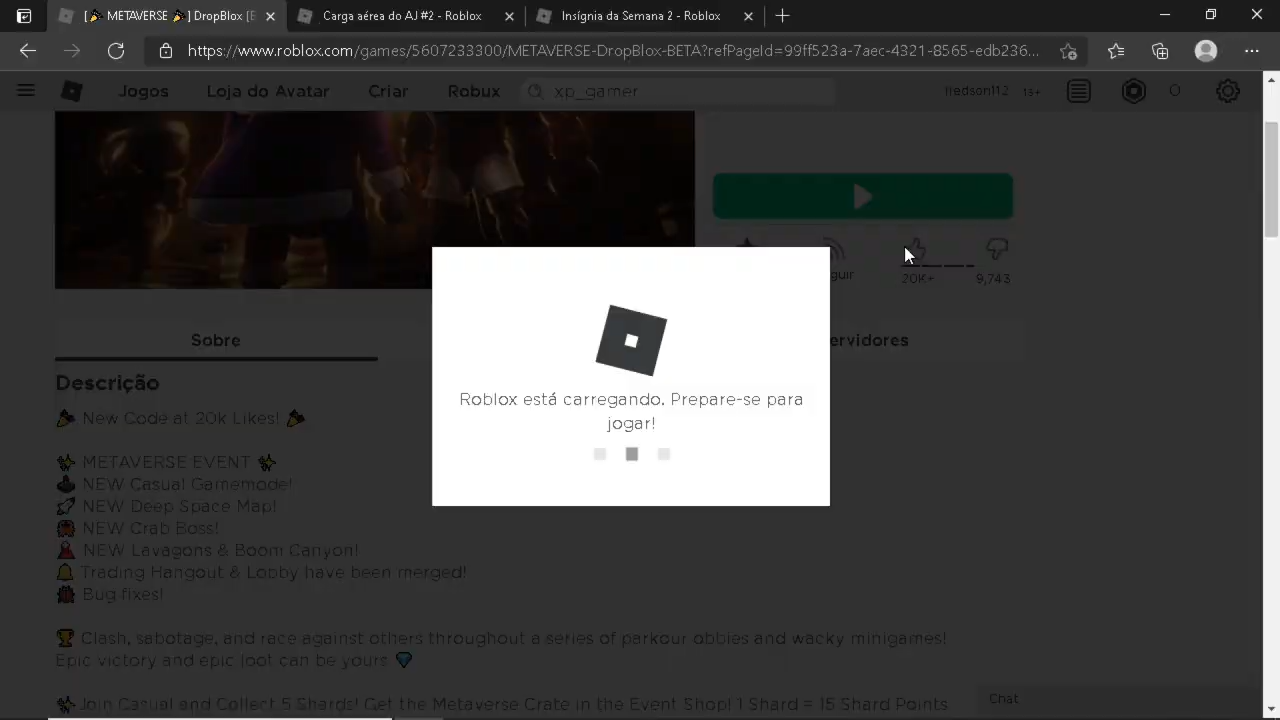 [🎉 METAVERSE 🎉] DropBlox [E
Carga aérea do AJ #2 - Roblox
Insígnia da Semana 2 - Roblox
https://www.roblox.com/games/5607233300/METAVERSE-DropBlox-BETA?refPageId=99ff523a-7aec-4321-8565-edb236...
Jogos
Loja do Avatar
Criar
Robux
xp_gamer
fredson112
13+
0
guir
20K+
9,743
Sobre
ervidores
Roblox está carregando. Prepare-se para
jogar!
Descrição
🎉 New Code at 20k Likes! 🎉
✨ METAVERSE EVENT ✨
🕹️ NEW Casual Gamemode!
🚀 NEW Deep Space Map!
🦀 NEW Crab Boss!
🌋 NEW Lavagons & Boom Canyon!
🔔 Trading Hangout & Lobby have been merged!
🐞 Bug fixes!
🏆 Clash, sabotage, and race against others throughout a series of parkour obbies and wacky minigames!
Epic victory and epic loot can be yours 💎
✨ Join Casual and Collect 5 Shards! Get the Metaverse Crate in the Event Shop! 1 Shard = 15 Shard Points
Chat